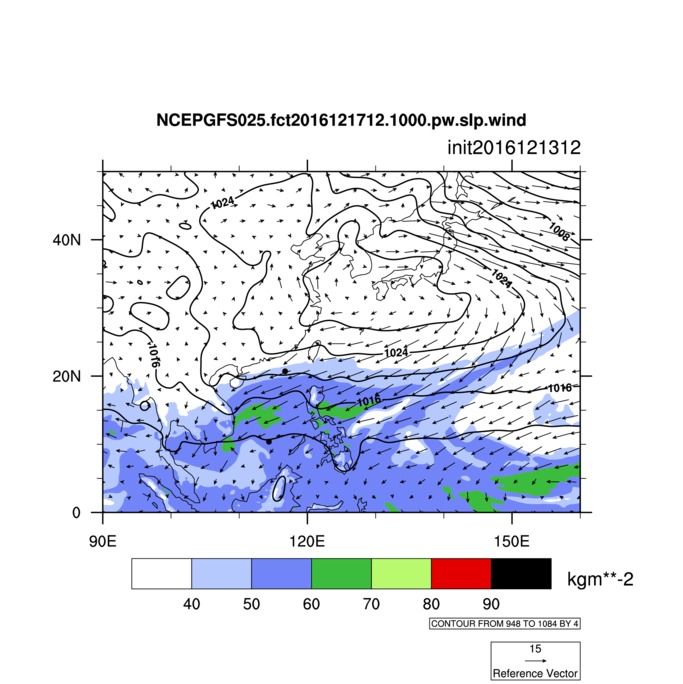 NCEPGFS025.fct2016121712.1000.pw.slp.wind
init2016121312
1024
1008
40N
1024
1016
1024
20N
1016
1016
0
90E 120E 150E
kgm**-2
40 50 60 70 80 90
CONTOUR FROM 948 TO 1084 BY 4
15
Reference Vector